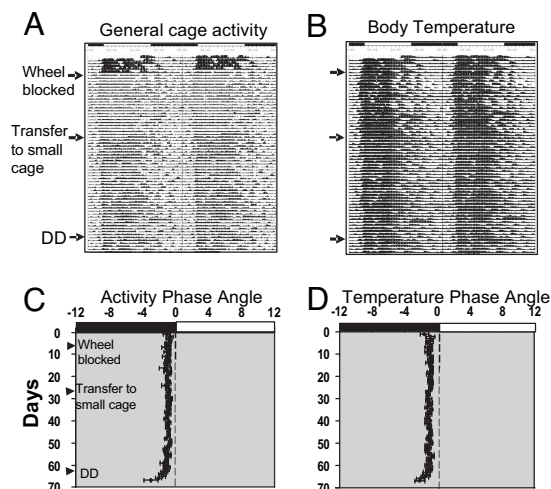 A
General cage activity
B
Body Temperature
Wheel
blocked
Transfer
to small
cage
DD
C
Activity Phase Angle
-12 -8 -4 0 4 8 12
D
Temperature Phase Angle
-12 -8 -4 0 4 8 12
Days
0
10
20
30
40
50
60
70
Wheel
blocked
Transfer to
small cage
DD
0
10
20
30
40
50
60
70